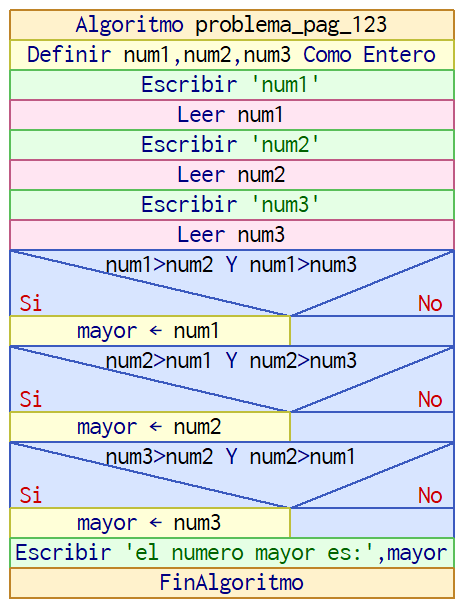 Algoritmo problema_pag_123
Definir num1,num2,num3 Como Entero
Escribir 'num1'
Leer num1
Escribir 'num2'
Leer num2
Escribir 'num3'
Leer num3
num1>num2 Y num1>num3
Si No
mayor ← num1
num2>num1 Y num2>num3
Si No
mayor ← num2
num3>num2 Y num2>num1
Si No
mayor ← num3
Escribir 'el numero mayor es:',mayor
FinAlgoritmo